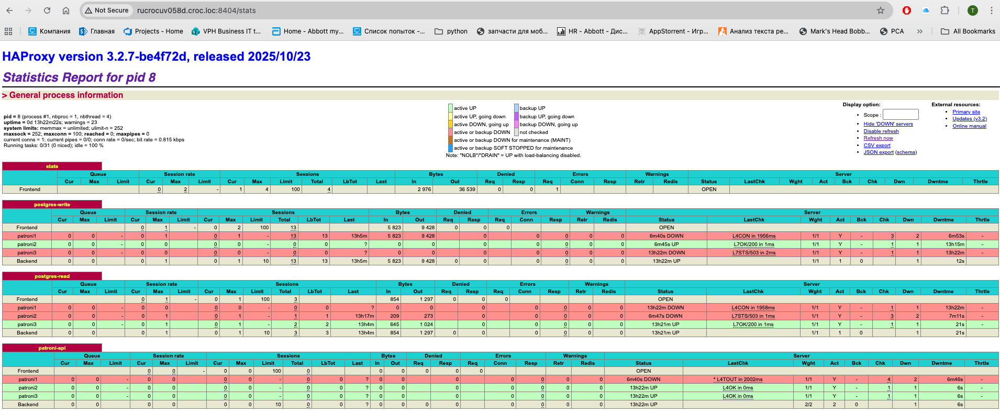 Not Secure rucrocuv058d.croc.loc:8404/stats T
Компания Главная Projects - Home VPH Business IT t... Home - Abbott my... Список попыток -... python запчасти для моб... HR - Abbott - Дис... AppStorrent - Игр... Анализ текста ре... Mark's Head Bobb... PCA » All Bookmarks
HAProxy version 3.2.7-be4f72d, released 2025/10/23
Statistics Report for pid 8
> General process information
pid = 8 (process #1, nbproc = 1, nbthread = 4)
uptime = 0d 13h22m22s; warnings = 23
system limits: memmax = unlimited; ulimit-n = 252
maxsock = 252; maxconn = 100; reached = 0; maxpipes = 0
current conns = 1; current pipes = 0/0; conn rate = 0/sec; bit rate = 0.815 kbps
Running tasks: 0/31 (0 niced); idle = 100 %
active UP backup UP
active UP, going down backup UP, going down
active DOWN, going up backup DOWN, going up
active or backup DOWN not checked
active or backup DOWN for maintenance (MAINT)
active or backup SOFT STOPPED for maintenance
Note: "NOLB"/"DRAIN" = UP with load-balancing disabled.
Display option:
• Scope :
• Hide 'DOWN' servers
• Disable refresh
• Refresh now
• CSV export
• JSON export (schema)
External resources:
• Primary site
• Updates (v3.2)
• Online manual
stats
Queue Session rate Sessions Bytes Denied Errors Warnings Server
Cur Max Limit Cur Max Limit Cur Max Limit Total LbTot Last In Out Req Resp Req Conn Resp Retr Redis Status LastChk Wght Act Bck Chk Dwn Dwntme Thrtle
Frontend 0 2 - 1 4 100 4 2 976 36 539 0 0 1 OPEN
postgres-write
Queue Session rate Sessions Bytes Denied Errors Warnings Server
Cur Max Limit Cur Max Limit Cur Max Limit Total LbTot Last In Out Req Resp Req Conn Resp Retr Redis Status LastChk Wght Act Bck Chk Dwn Dwntme Thrtle
Frontend 0 1 - 0 2 100 13 5 823 9 428 0 0 0 OPEN
patroni1 0 0 - 0 1 0 1 - 13 13 13h5m 5 823 9 428 0 0 0 0 0 6m40s DOWN L4CON in 1956ms 1/1 Y - 3 2 6m53s -
patroni2 0 0 - 0 0 0 0 - 0 0 ? 0 0 0 0 0 0 0 6m45s UP L7OK/200 in 1ms 1/1 Y - 1 1 13h15m -
patroni3 0 0 - 0 0 0 0 - 0 0 ? 0 0 0 0 0 0 0 13h22m DOWN L7STS/503 in 2ms 1/1 Y - 1 1 13h22m -
Backend 0 0 0 1 0 1 10 13 13 13h5m 5 823 9 428 0 0 0 0 0 0 13h22m UP 1/1 1 0 1 12s
postgres-read
Queue Session rate Sessions Bytes Denied Errors Warnings Server
Cur Max Limit Cur Max Limit Cur Max Limit Total LbTot Last In Out Req Resp Req Conn Resp Retr Redis Status LastChk Wght Act Bck Chk Dwn Dwntme Thrtle
Frontend 0 1 - 0 1 100 3 854 1 297 0 0 0 OPEN
patroni1 0 0 - 0 0 0 0 - 0 0 ? 0 0 0 0 0 0 0 13h22m DOWN L4CON in 1958ms 1/1 Y - 1 1 13h22m -
patroni2 0 0 - 0 1 0 1 - 1 1 13h17m 209 273 0 0 0 0 0 6m47s DOWN L7STS/503 in 1ms 1/1 Y - 3 2 7m11s -
patroni3 0 0 - 0 1 0 1 - 2 2 13h4m 645 1 024 0 0 0 0 0 13h21m UP L7OK/200 in 1ms 1/1 Y - 1 1 21s -
Backend 0 0 0 1 0 1 10 3 3 13h4m 854 1 297 0 0 0 0 0 0 13h21m UP 1/1 1 0 1 21s
patroni-api
Queue Session rate Sessions Bytes Denied Errors Warnings Server
Cur Max Limit Cur Max Limit Cur Max Limit Total LbTot Last In Out Req Resp Req Conn Resp Retr Redis Status LastChk Wght Act Bck Chk Dwn Dwntme Thrtle
Frontend 0 0 - 0 0 100 0 0 0 0 0 0 OPEN
patroni1 0 0 - 0 0 0 0 - 0 0 ? 0 0 0 0 0 0 0 6m40s DOWN * L4TOUT in 2002ms 1/1 Y - 4 2 6m46s -
patroni2 0 0 - 0 0 0 0 - 0 0 ? 0 0 0 0 0 0 0 13h22m UP L4OK in 0ms 1/1 Y - 1 1 6s -
patroni3 0 0 - 0 0 0 0 - 0 0 ? 0 0 0 0 0 0 0 13h22m UP L4OK in 0ms 1/1 Y - 1 1 6s -
Backend 0 0 0 0 0 0 10 0 0 ? 0 0 0 0 0 0 0 0 13h22m UP 2/2 2 0 1 6s